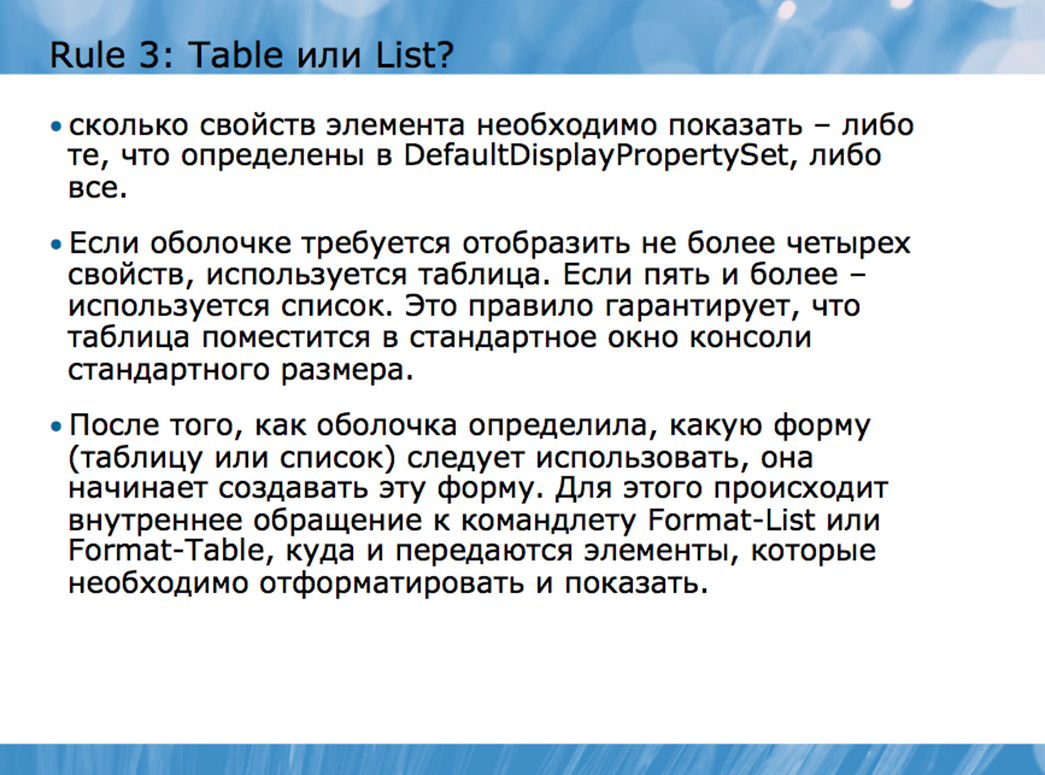 Rule 3: Table или List?
• сколько свойств элемента необходимо показать – либо
те, что определены в DefaultDisplayPropertySet, либо
все.
• Если оболочке требуется отобразить не более четырех
свойств, используется таблица. Если пять и более –
используется список. Это правило гарантирует, что
таблица поместится в стандартное окно консоли
стандартного размера.
• После того, как оболочка определила, какую форму
(таблицу или список) следует использовать, она
начинает создавать эту форму. Для этого происходит
внутреннее обращение к командлету Format-List или
Format-Table, куда и передаются элементы, которые
необходимо отформатировать и показать.